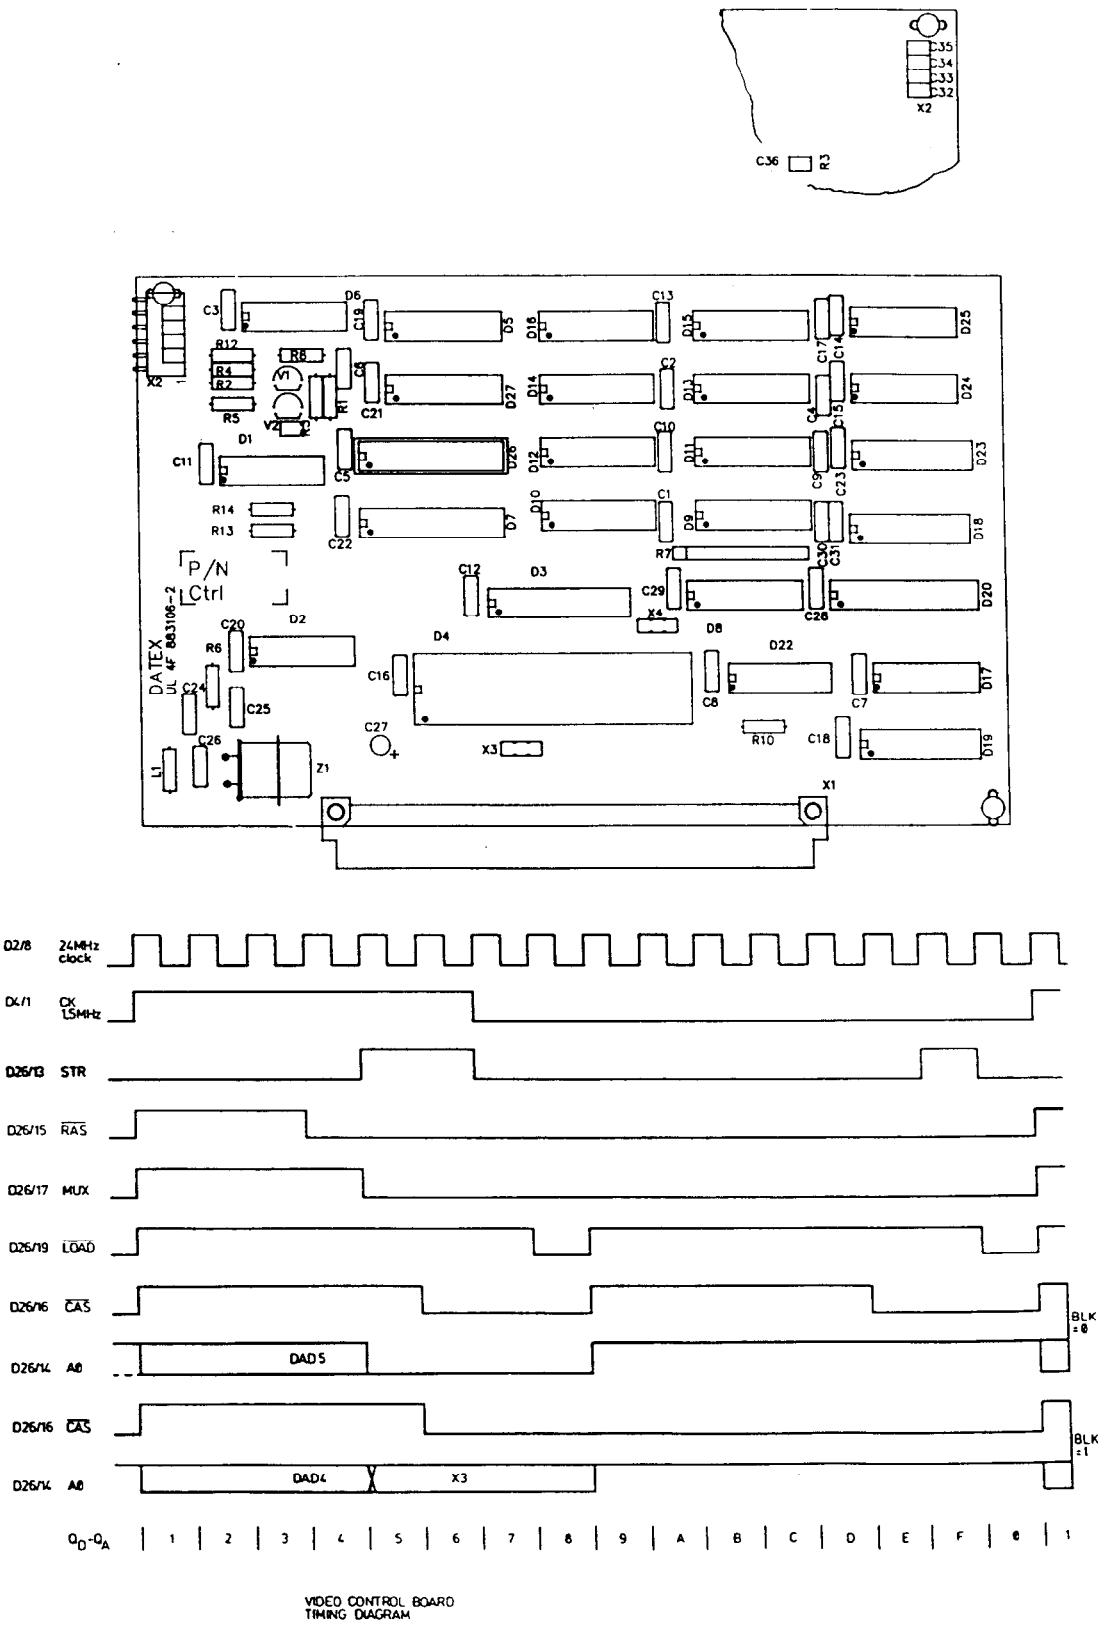 C35
C34
C33
C32
X2
C36 R3
C3 D6 C19 D5 D16 C13 D15 C17 C14 D25
R12
R4
R2
R5
R8
V1
V2
R1
C6
C21
X2 1
D27 D14 C2 D13 C4 C15 D24
D1
C11
C5 D26 D12 C10 D11 C9 C23 D23
R14
R13
C22 D7 D10 C1 D9 C30 C31 D18
R7
P/N
Ctrl
C12 D3 C29 X4 D8 C28 D20
DATEX
UL 4F 883106-2
C20 D2
R6
C24
C25
C16 D4 C8 D22 C7 D17
C26
L1
Z1
C27
+
X3
R10
C18 D19
X1
D2/8 24MHz
clock
D4/1 CK
1,5MHz
D26/13 STR
D26/15 RAS
D26/17 MUX
D26/19 LOAD
D26/16 CAS
BLK
=0
D26/14 A0 DAD5
D26/16 CAS
BLK
=1
D26/14 A0 DAD4 X3
QD-QA 1 2 3 4 5 6 7 8 9 A B C D E F 0 1
VIDEO CONTROL BOARD
TIMING DIAGRAM